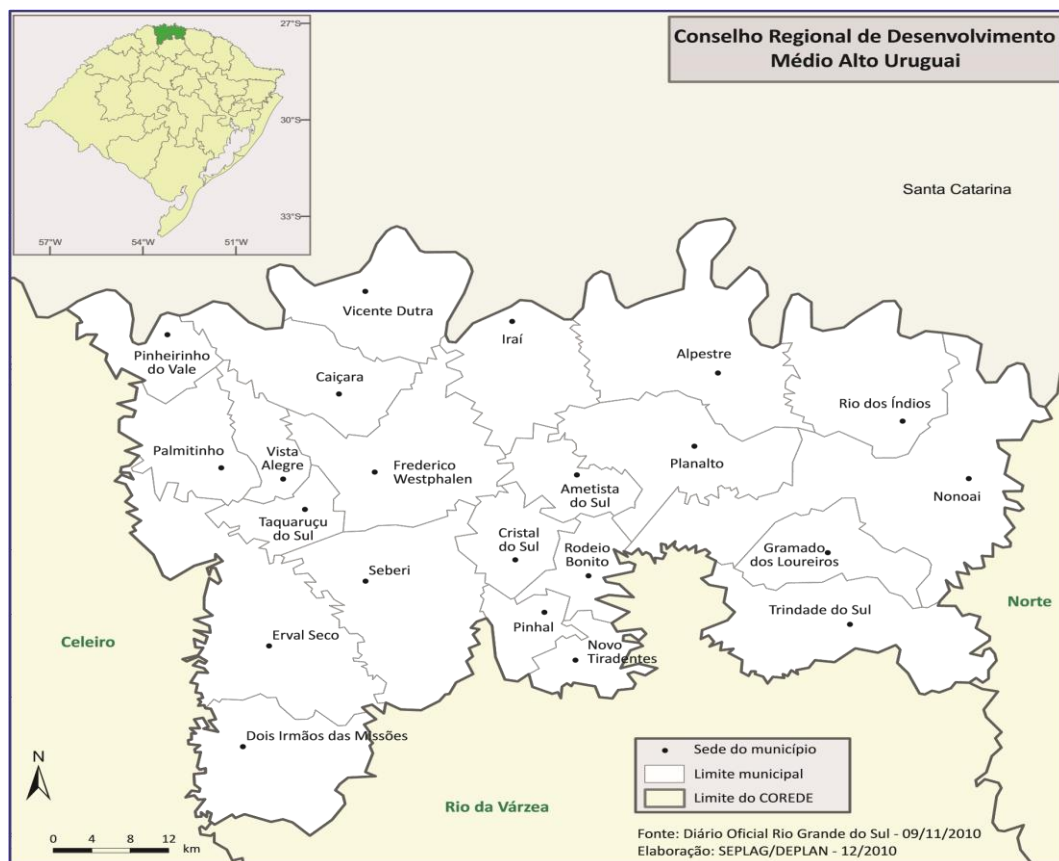 Conselho Regional de Desenvolvimento
Médio Alto Uruguai
27°S
30°S
33°S
57°W
54°W
51°W
Santa Catarina
Vicente Dutra
Iraí
Pinheirinho
do Vale
Alpestre
Caiçara
Rio dos Índios
Palmitinho
Vista
Alegre
Frederico
Westphalen
Planalto
Ametista
do Sul
Nonoai
Taquaruçu
do Sul
Cristal
do Sul
Rodeio
Bonito
Gramado
dos Loureiros
Seberi
Norte
Trindade do Sul
Pinhal
Celeiro
Erval Seco
Novo
Tiradentes
Dois Irmãos das Missões
N
Sede do município
Limite municipal
Limite do COREDE
Rio da Várzea
0 4 8 12
km
Fonte: Diário Oficial Rio Grande do Sul - 09/11/2010
Elaboração: SEPLAG/DEPLAN - 12/2010